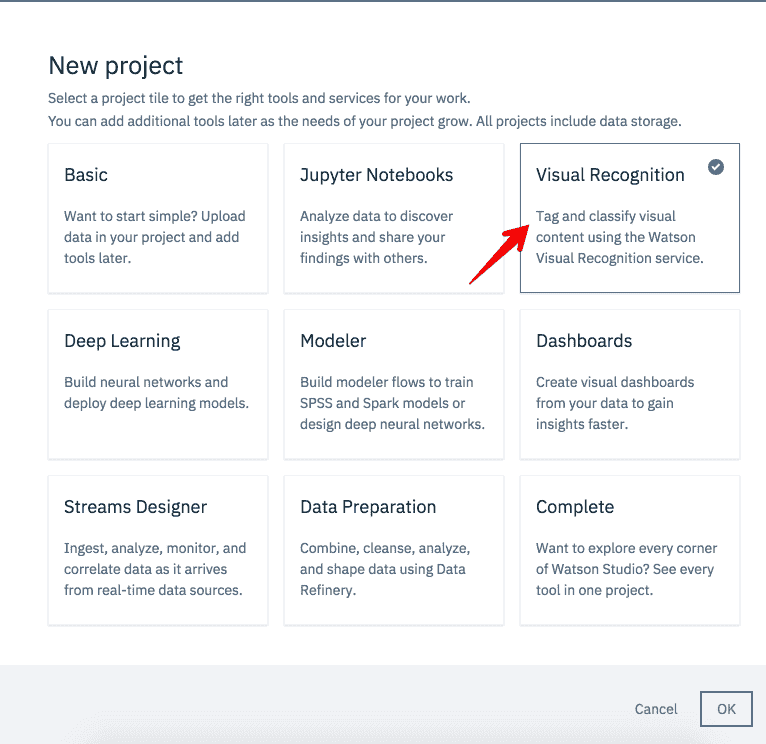 New project
Select a project tile to get the right tools and services for your work.
You can add additional tools later as the needs of your project grow. All projects include data storage.
Basic
Want to start simple? Upload
data in your project and add
tools later.
Jupyter Notebooks
Analyze data to discover
insights and share your
findings with others.
Visual Recognition
Tag and classify visual
content using the Watson
Visual Recognition service.
Deep Learning
Build neural networks and
deploy deep learning models.
Modeler
Build modeler flows to train
SPSS and Spark models or
design deep neural networks.
Dashboards
Create visual dashboards
from your data to gain
insights faster.
Streams Designer
Ingest, analyze, monitor, and
correlate data as it arrives
from real-time data sources.
Data Preparation
Combine, cleanse, analyze,
and shape data using Data
Refinery.
Complete
Want to explore every corner
of Watson Studio? See every
tool in one project.
Cancel
OK